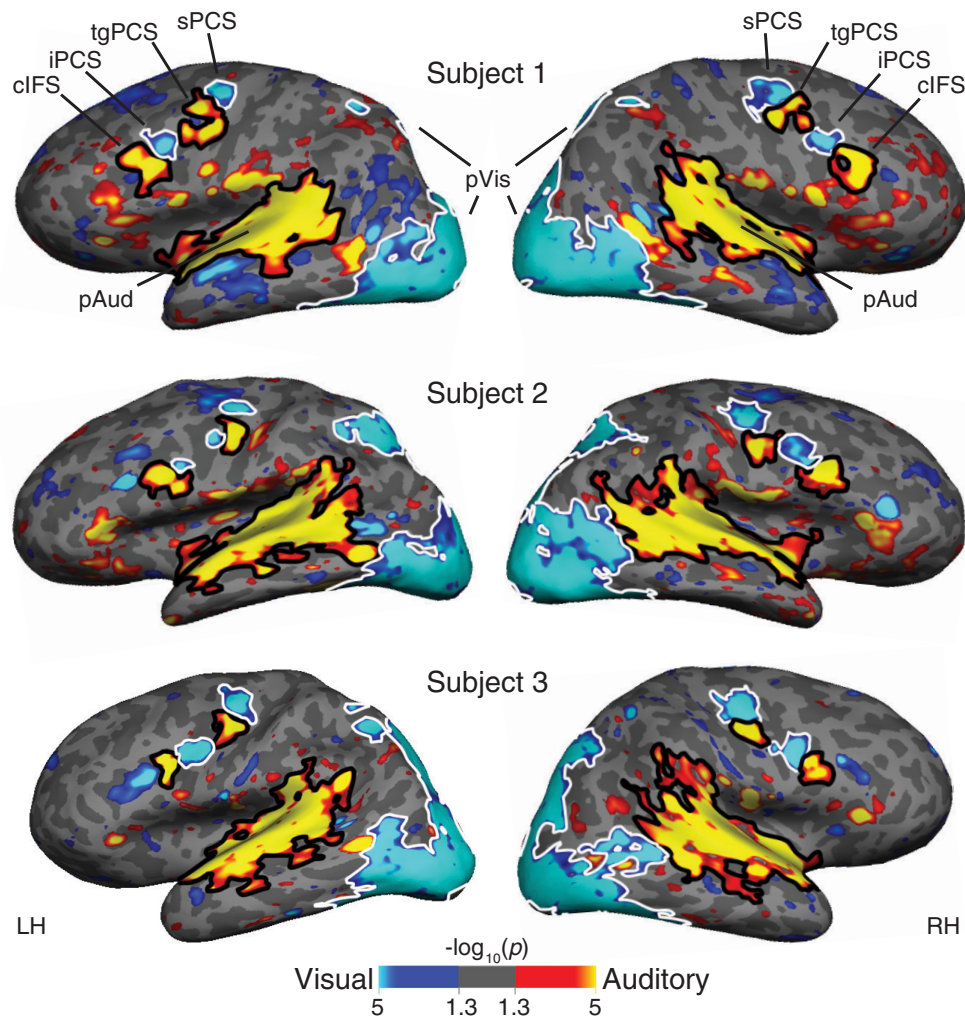 sPCS
tgPCS
iPCS
cIFS
Subject 1
sPCS
tgPCS
iPCS
cIFS
pVis
pAud
pAud
Subject 2
Subject 3
LH
RH
-log10(p)
Visual
Auditory
5
1.3
1.3
5